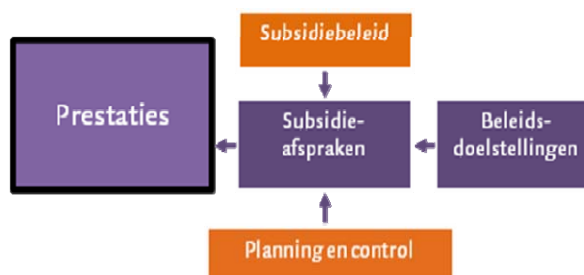 Subsidiebeleid
Prestaties
Subsidie-
afspraken
Beleids-
doelstellingen
Planning en control